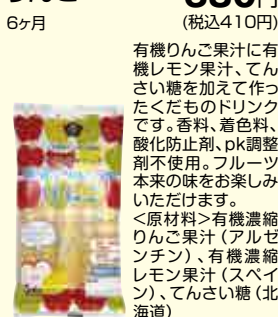 りんご
円
6ヶ月
(税込410円)
有機りんご果汁に有
機レモン果汁、てん
さい糖を加えて作っ
たくだものドリンク
です。香料、着色料、
酸化防止剤、pk調整
剤不使用。フルーツ
本来の味をお楽しみ
いただけます。
<原材料>有機濃縮
りんご果汁(アルゼ
ンチン)、有機濃縮
レモン果汁(スペイ
ン)、てんさい糖(北
海道)